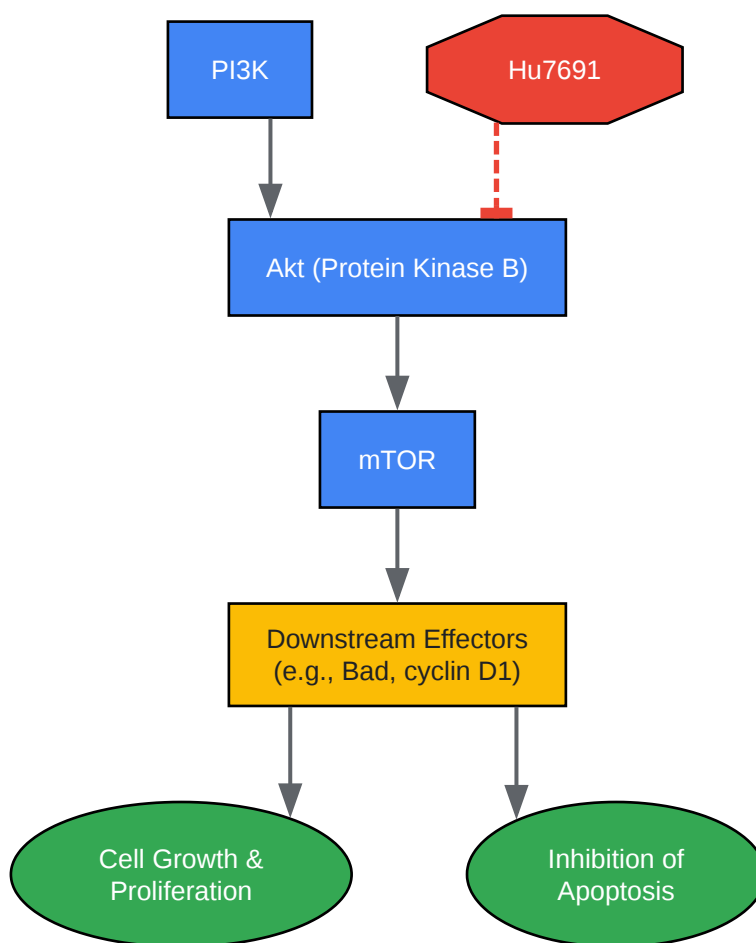 PI3K
Hu7691
Akt (Protein Kinase B)
mTOR
Downstream Effectors
(e.g., Bad, cyclin D1)
Cell Growth &
Proliferation
Inhibition of
Apoptosis